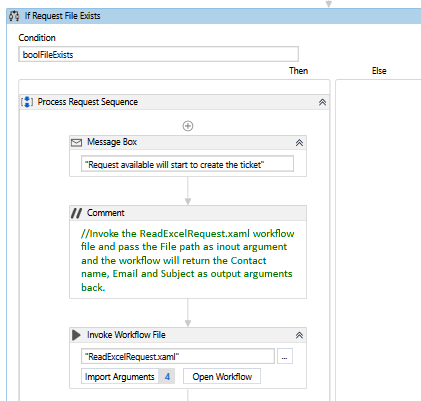 If Request File Exists
Condition
boolFileExists
Then
Else
Process Request Sequence
Message Box
"Request available will start to create the ticket"
Comment
//Invoke the ReadExcelRequest.xaml workflow
file and pass the File path as inout argument
and the workflow will return the Contact
name, Email and Subject as output arguments
back.
Invoke Workflow File
"ReadExcelRequest.xaml"
...
Import Arguments 4 Open Workflow